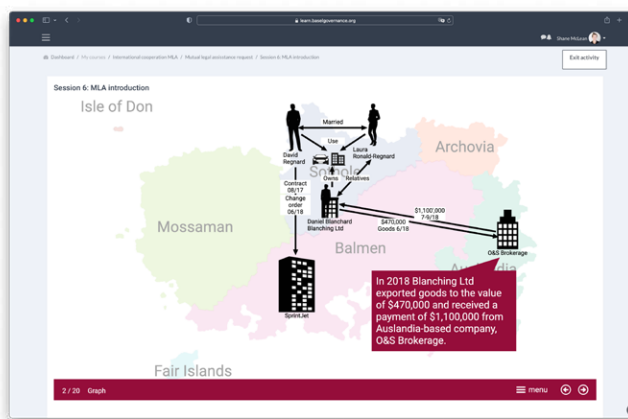 learn.baselgovernance.org
Shane McLean
Dashboard / My courses / International cooperation MLA / Mutual legal assistance request / Session 6: MLA introduction
Exit activity
Session 6: MLA introduction
Isle of Don
Married
Use
David
Regnard
Laura
Ronald-Regnard
Archovia
Owns
Relatives
Contract
08/17
Change
order
06/18
Daniel Blanchard
Blanching Ltd
$1,100,000
7-9/18
$470,000
Goods 6/18
Mossaman
Balmen
O&S Brokerage
In 2018 Blanching Ltd
exported goods to the value
of $470,000 and received a
payment of $1,100,000 from
Auslandia-based company,
O&S Brokerage.
SprintJet
Fair Islands
2 / 20 Graph
menu